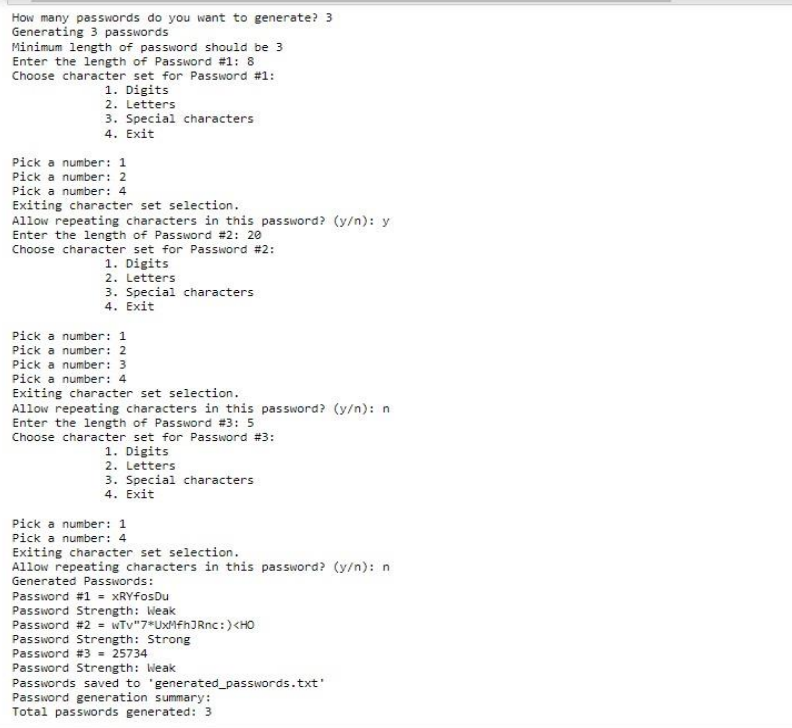 How many passwords do you want to generate? 3
Generating 3 passwords
Minimum length of password should be 3
Enter the length of Password #1: 8
Choose character set for Password #1:
1. Digits
2. Letters
3. Special characters
4. Exit
Pick a number: 1
Pick a number: 2
Pick a number: 4
Exiting character set selection.
Allow repeating characters in this password? (y/n): y
Enter the length of Password #2: 20
Choose character set for Password #2:
1. Digits
2. Letters
3. Special characters
4. Exit
Pick a number: 1
Pick a number: 2
Pick a number: 3
Pick a number: 4
Exiting character set selection.
Allow repeating characters in this password? (y/n): n
Enter the length of Password #3: 5
Choose character set for Password #3:
1. Digits
2. Letters
3. Special characters
4. Exit
Pick a number: 1
Pick a number: 4
Exiting character set selection.
Allow repeating characters in this password? (y/n): n
Generated Passwords:
Password #1 = xRYfosDu
Password Strength: Weak
Password #2 = wTv"7*UxMfhJRnc:)<HO
Password Strength: Strong
Password #3 = 25734
Password Strength: Weak
Passwords saved to 'generated_passwords.txt'
Password generation summary:
Total passwords generated: 3